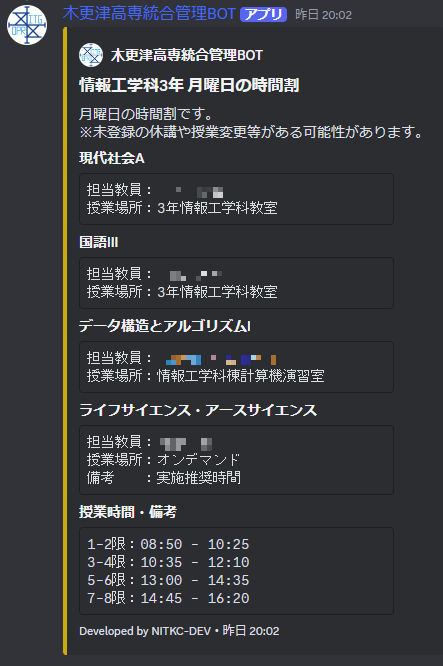 木更津高専統合管理BOT アプリ 昨日 20:02
木更津高専統合管理BOT
情報工学科3年 月曜日の時間割
月曜日の時間割です。
※未登録の休講や授業変更等がある可能性があります。
現代社会A
担当教員：
授業場所：3年情報工学科教室
国語III
担当教員：
授業場所：3年情報工学科教室
データ構造とアルゴリズムI
担当教員：
授業場所：情報工学科棟計算機演習室
ライフサイエンス・アースサイエンス
担当教員：
授業場所：オンデマンド
備考　　：実施推奨時間
授業時間・備考
1-2限：08:50 - 10:25
3-4限：10:35 - 12:10
5-6限：13:00 - 14:35
7-8限：14:45 - 16:20
Developed by NITKC-DEV・昨日 20:02